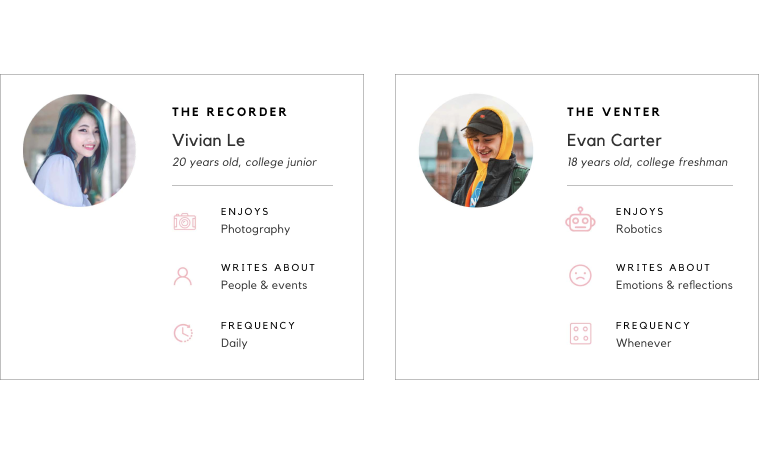 THE RECORDER
Vivian Le
20 years old, college junior
ENJOYS
Photography
WRITES ABOUT
People & events
FREQUENCY
Daily
THE VENTER
Evan Carter
18 years old, college freshman
ENJOYS
Robotics
WRITES ABOUT
Emotions & reflections
FREQUENCY
Whenever